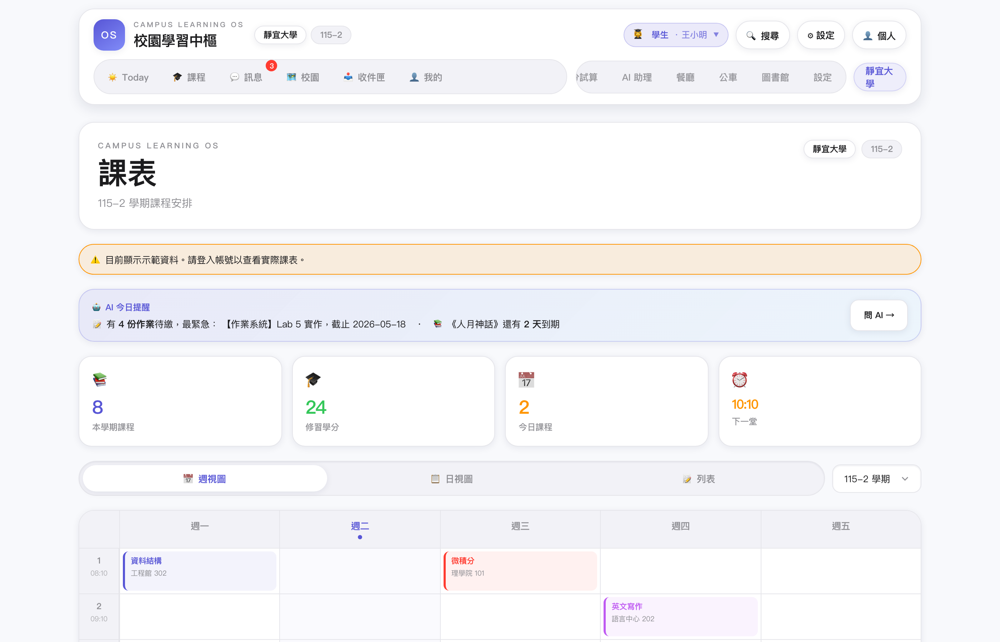 CAMPUS LEARNING OS
OS 校園學習中樞 靜宜大學 115-2 學生 · 王小明 ▼ 搜尋 設定 個人
Today 課程 訊息 3 校園 收件匣 我的 試算 AI 助理 餐廳 公車 圖書館 設定 靜宜大
學
CAMPUS LEARNING OS
靜宜大學 115-2
課表
115-2 學期課程安排
目前顯示示範資料。請登入帳號以查看實際課表。
AI 今日提醒
有 4 份作業待繳，最緊急：【作業系統】Lab 5 實作，截止 2026-05-18 · 《人月神話》還有 2 天到期
問 AI →
8 24 2 10:10
本學期課程 修習學分 今日課程 下一堂
週視圖 日視圖 列表 115-2 學期
週一 週二 週三 週四 週五
1 資料結構 微積分
08:10 工程館 302 理學院 101
2 英文寫作
09:10 語言中心 202